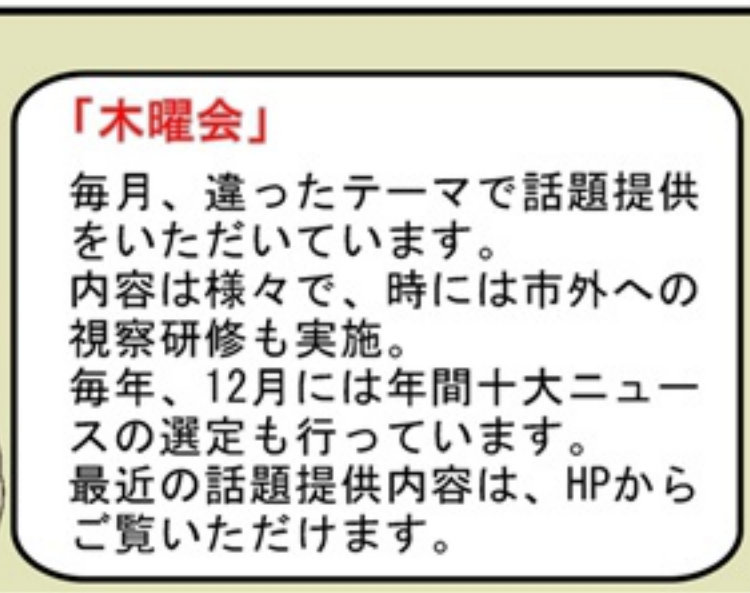 「木曜会」
毎月、違ったテーマで話題提供
をいただいています。
内容は様々で、時には市外への
視察研修も実施。
毎年、12月には年間十大ニュー
スの選定も行っています。
最近の話題提供内容は、HPから
ご覧いただけます。